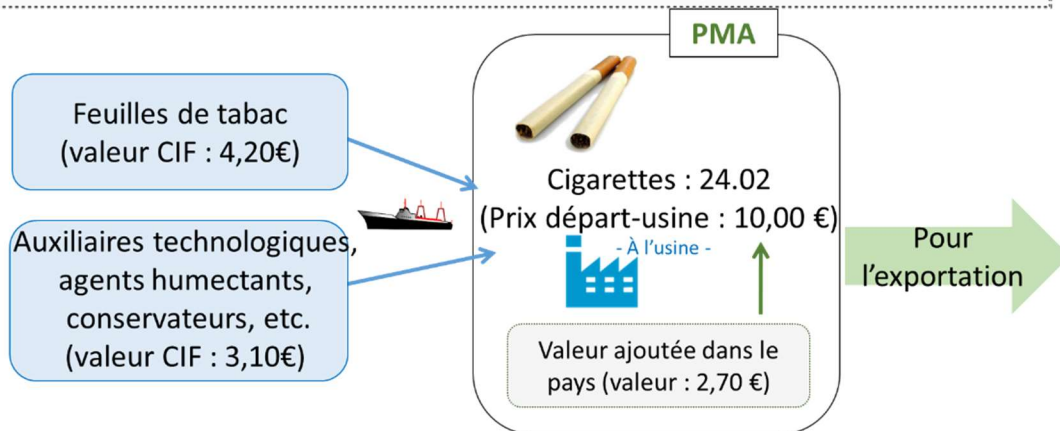 PMA
Feuilles de tabac
(valeur CIF : 4,20€)
Auxiliaires technologiques,
agents humectants,
conservateurs, etc.
(valeur CIF : 3,10€)
Cigarettes : 24.02
(Prix départ-usine : 10,00 €)
- À l'usine -
Valeur ajoutée dans le
pays (valeur : 2,70 €)
Pour
l'exportation